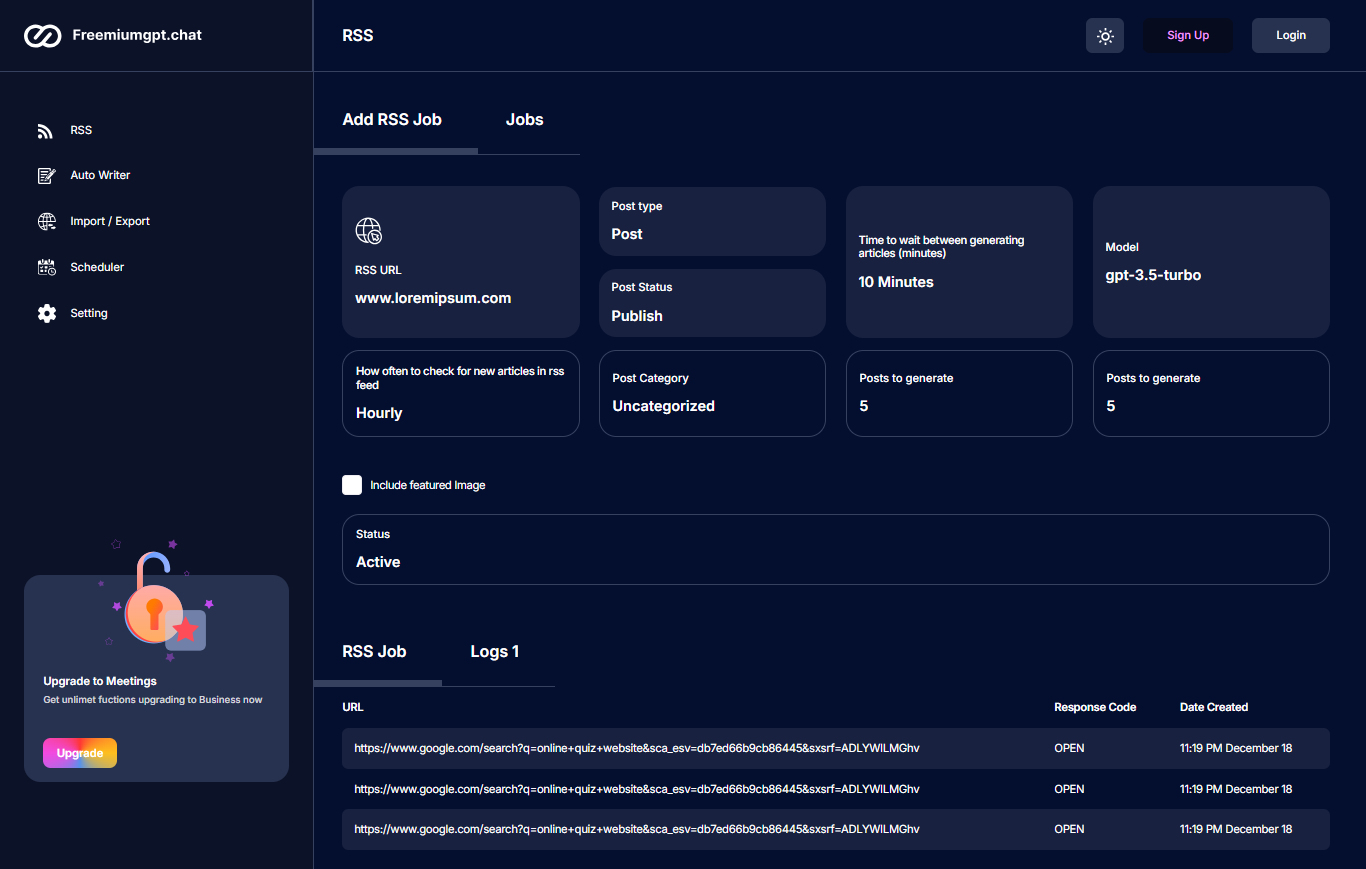 Freemiumgpt.chat
RSS
Sign Up
Login
RSS
Auto Writer
Import / Export
Scheduler
Setting
Upgrade to Meetings
Get unlimet fuctions upgrading to Business now
Upgrade
Add RSS Job
Jobs
RSS URL
www.loremipsum.com
Post type
Post
Post Status
Publish
Time to wait between generating
articles (minutes)
10 Minutes
Model
gpt-3.5-turbo
How often to check for new articles in rss
feed
Hourly
Post Category
Uncategorized
Posts to generate
5
Posts to generate
5
Include featured Image
Status
Active
RSS Job
Logs 1
URL Response Code Date Created
https://www.google.com/search?q=online+quiz+website&sca_esv=db7ed66b9cb86445&sxsrf=ADLYWILMGhv OPEN 11:19 PM December 18
https://www.google.com/search?q=online+quiz+website&sca_esv=db7ed66b9cb86445&sxsrf=ADLYWILMGhv OPEN 11:19 PM December 18
https://www.google.com/search?q=online+quiz+website&sca_esv=db7ed66b9cb86445&sxsrf=ADLYWILMGhv OPEN 11:19 PM December 18